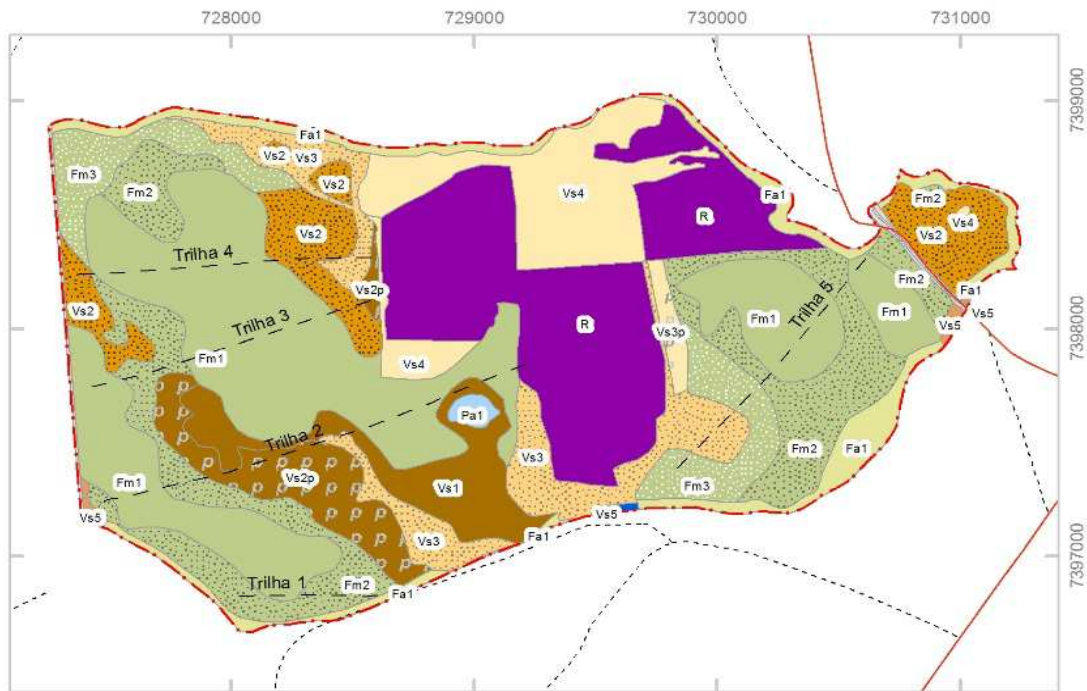 728000 729000 730000 731000
7399000
Fa1
Vs2
Vs3
Fm3
Fm2
Vs2
Vs4
Fa1
Fm2
R
Vs4
Vs2
Vs2
Trilha 4
Fm2
Vs2p
Fa1
Vs2
Trilha 3
Trilha 5
Fm1
Fm1
Vs5
Vs5
7398000
R
Vs3p
p
p
Fm1
Vs4
p p
p p
p p
Pa1
Trilha 2
Vs3
Fm2
Fa1
Fm1
p p p p p p p
Vs2p
Vs1
Fm3
p p p p p p
Vs5
Vs5
p p p p p
Vs3
Fa1
p p
p p
7397000
Trilha 1
Fm2
Fa1